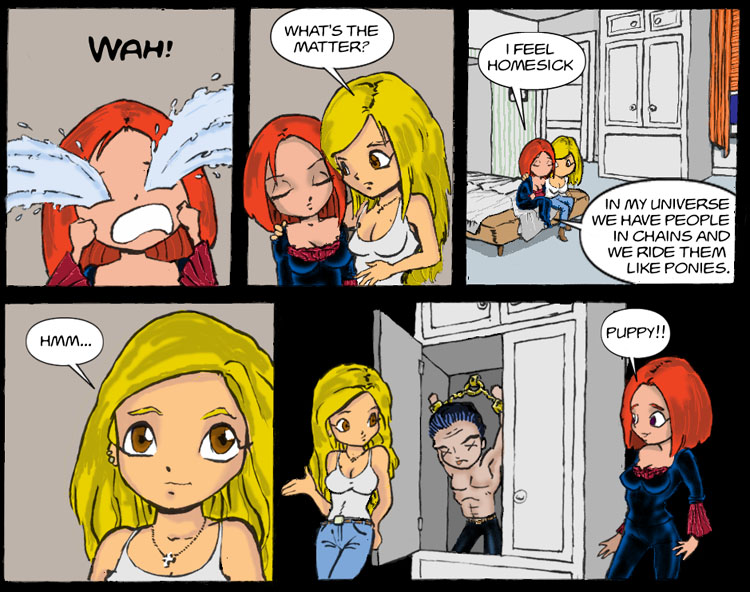 WAH!
WHAT'S THE
MATTER?
I FEEL
HOMESICK
IN MY UNIVERSE
WE HAVE PEOPLE
IN CHAINS AND
WE RIDE THEM
LIKE PONIES.
HMM...
PUPPY!!